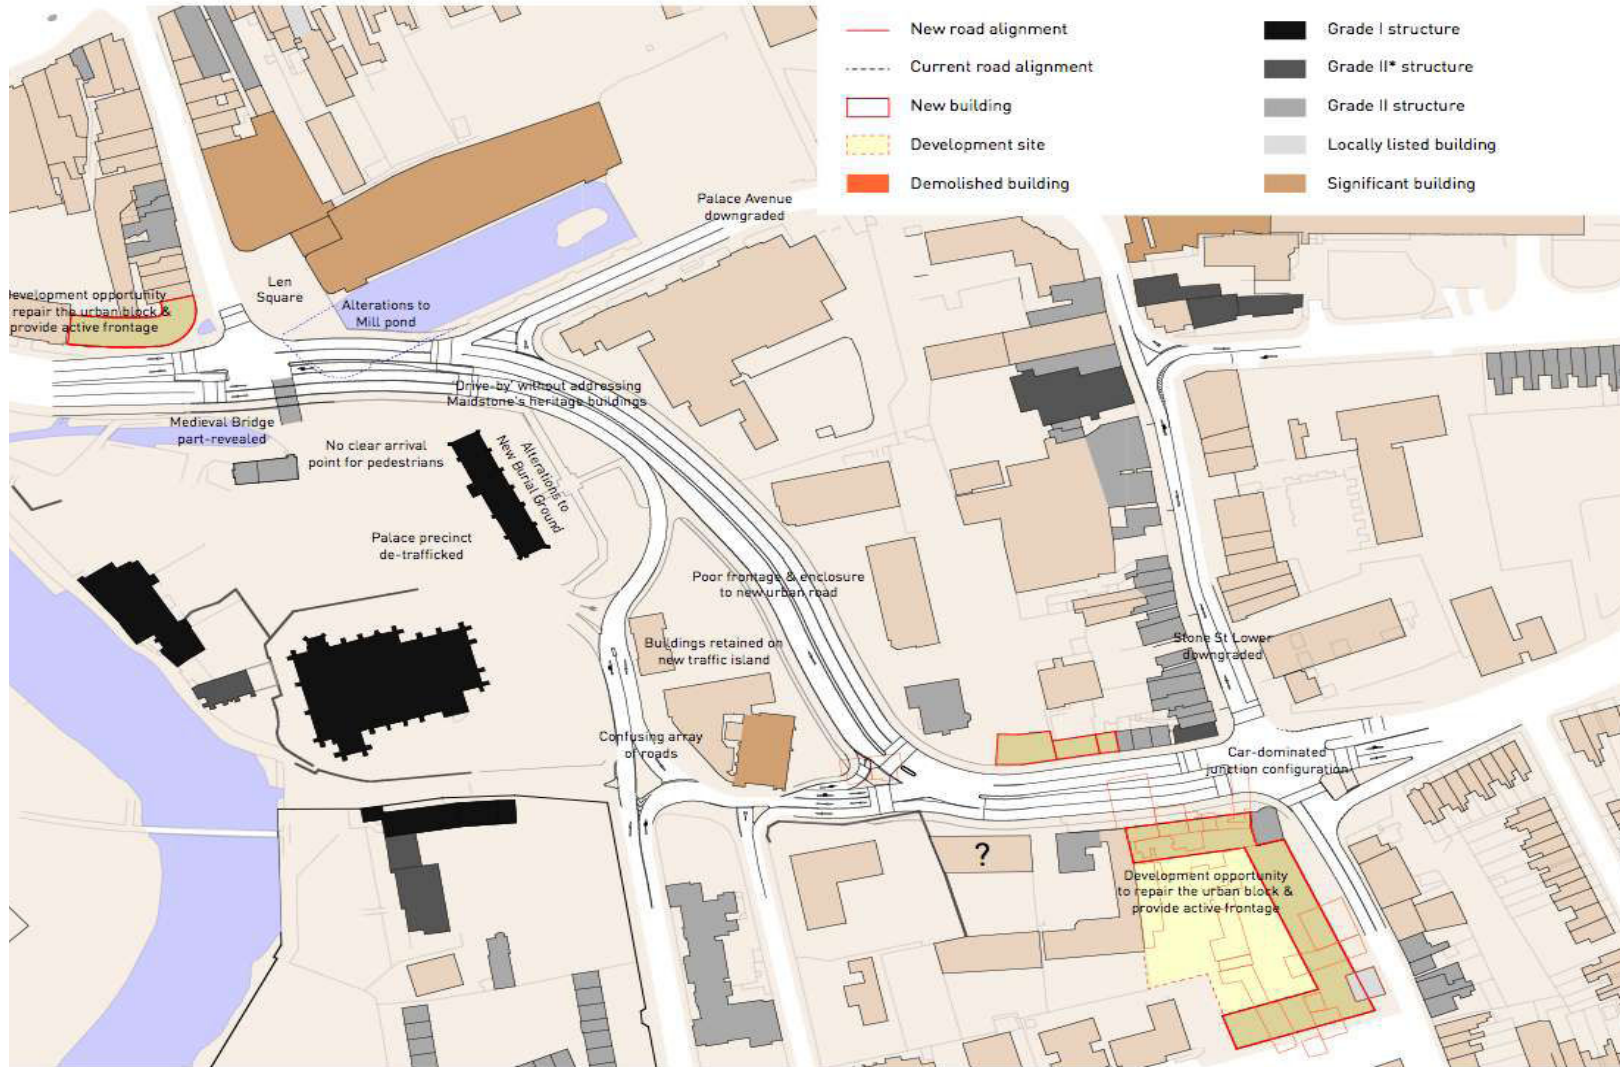 New road alignment
Current road alignment
New building
Development site
Demolished building
Grade I structure
Grade II* structure
Grade II structure
Locally listed building
Significant building
Palace Avenue
downgraded
Len
Square
Alterations to
Mill pond
development opportunity
repair the urban block &
provide active frontage
'Drive-by' without addressing
Maidstone's heritage buildings
Medieval Bridge
part-revealed
No clear arrival
point for pedestrians
Alterations to
New Burial Ground
Palace precinct
de-trafficked
Poor frontage & enclosure
to new urban road
Buildings retained on
new traffic island
Stone St Lower
downgraded
Confusing array
of roads
Car-dominated
junction configuration
?
Development opportunity
to repair the urban block &
provide active frontage